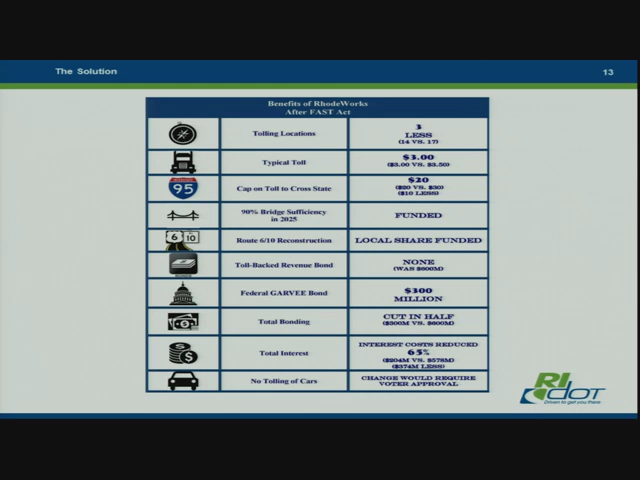 The Solution
13
Benefits of RhodeWorks
After FAST Act
Tolling Locations
3
LESS
(14 VS. 17)
Typical Toll
$3.00
($3.00 VS. $3.50)
95
Cap on Toll to Cross State
$20
($20 VS. $30)
($10 LESS)
90% Bridge Sufficiency
in 2025
FUNDED
6
10
Route 6/10 Reconstruction
LOCAL SHARE FUNDED
Toll-Backed Revenue Bond
NONE
(WAS $600M)
Federal GARVEE Bond
$300
MILLION
Total Bonding
CUT IN HALF
($300M VS. $600M)
Total Interest
INTEREST COSTS REDUCED
65%
($204M VS. $578M)
($374M LESS)
No Tolling of Cars
CHANGE WOULD REQUIRE
VOTER APPROVAL
RI
DOT
Driven to get you there